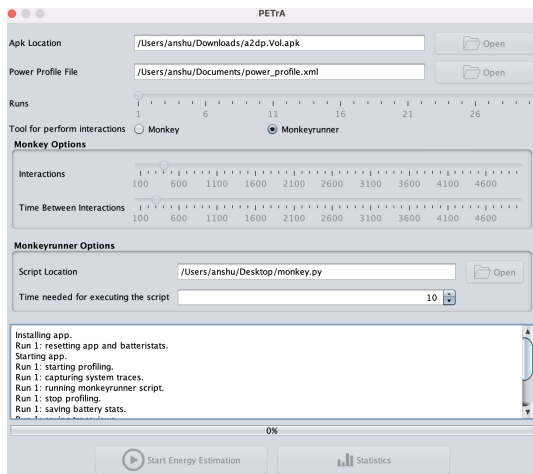 PETrA
Apk Location
/Users/anshu/Downloads/a2dp.Vol.apk
Open
Power Profile File
/Users/anshu/Documents/power_profile.xml
Open
Runs
1 6 11 16 21 26
Tool for perform interactions
Monkey
Monkeyrunner
Monkey Options
Interactions
100 600 1100 1600 2100 2600 3100 3600 4100 4600
Time Between Interactions
100 600 1100 1600 2100 2600 3100 3600 4100 4600
Monkeyrunner Options
Script Location
/Users/anshu/Desktop/monkey.py
Open
Time needed for executing the script
10
Installing app.
Run 1: resetting app and batteristats.
Starting app.
Run 1: starting profiling.
Run 1: capturing system traces.
Run 1: running monkeyrunner script.
Run 1: stop profiling.
Run 1: saving battery stats.
Run 1: saving traceviews.
0%
Start Energy Estimation
Statistics